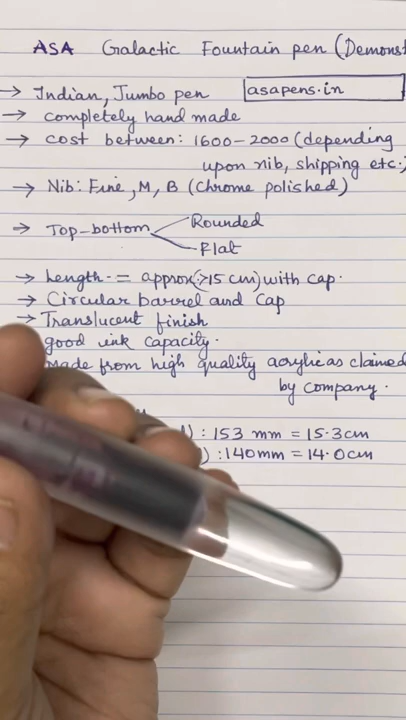 ASA Galactic Fountain pen (Demonst
→ Indian, Jumbo pen asapens.in
→ completely hand made
→ cost between: 1600-2000 (depending
upon nib, shipping etc.)
→ Nib: Fine, M, B (Chrome polished)
→ Top-bottom Rounded
Flat
→ Length = approx (>15 cm) with cap.
→ Circular barrel and Cap
→ Translucent finish
good ink capacity.
Made from high quality acrylic as claimed
by company.
) : 153 mm = 15.3 cm
) : 140 mm = 14.0 cm